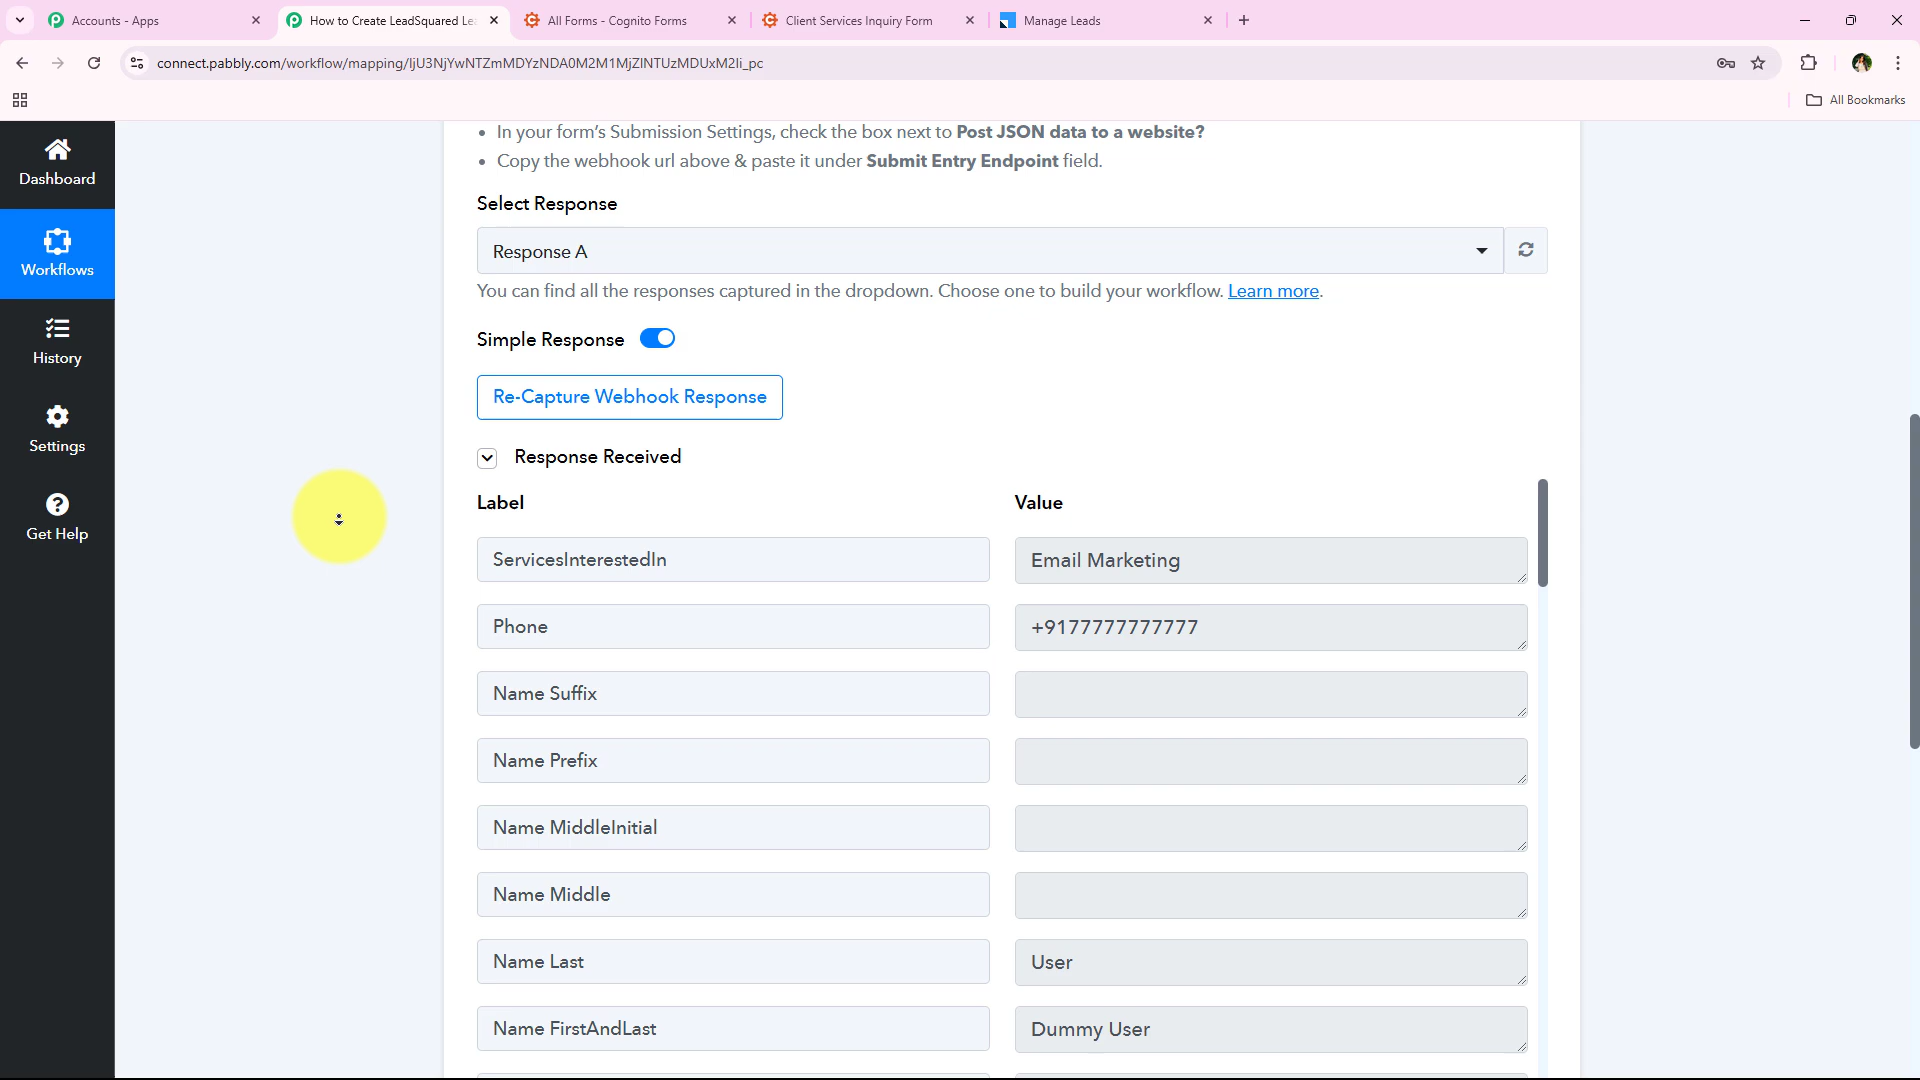 Accounts - Apps
How to Create LeadSquared Le
All Forms - Cognito Forms
Client Services Inquiry Form
Manage Leads
connect.pabbly.com/workflow/mapping/IjU3NjYwNTZmMDYzNDA0M2M1MjZlNTUzMDUxM2Ii_pc
All Bookmarks
Dashboard
Workflows
History
Settings
Get Help
• In your form's Submission Settings, check the box next to Post JSON data to a website?
• Copy the webhook url above & paste it under Submit Entry Endpoint field.
Select Response
Response A
You can find all the responses captured in the dropdown. Choose one to build your workflow. Learn more.
Simple Response
Re-Capture Webhook Response
Response Received
Label Value
ServicesInterestedIn Email Marketing
Phone +9177777777777
Name Suffix
Name Prefix
Name MiddleInitial
Name Middle
Name Last User
Name FirstAndLast Dummy User